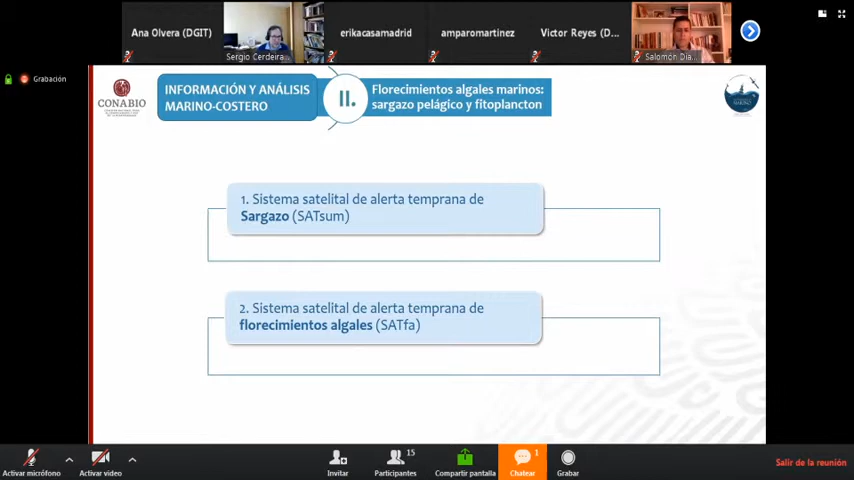 Ana Olvera (DGIT)
Sergio Cerdeira...
erikacasamadrid
amparomartinez
Victor Reyes (D...
Salomón Día...
Grabación
CONABIO
INFORMACIÓN Y ANÁLISIS
MARINO-COSTERO
II.
Florecimientos algales marinos:
sargazo pelágico y fitoplancton
1. Sistema satelital de alerta temprana de
Sargazo (SATsum)
2. Sistema satelital de alerta temprana de
florecimientos algales (SATfa)
Activar micrófono
Activar video
Invitar
15
Participantes
Compartir pantalla
1
Chatear
Grabar
Salir de la reunión